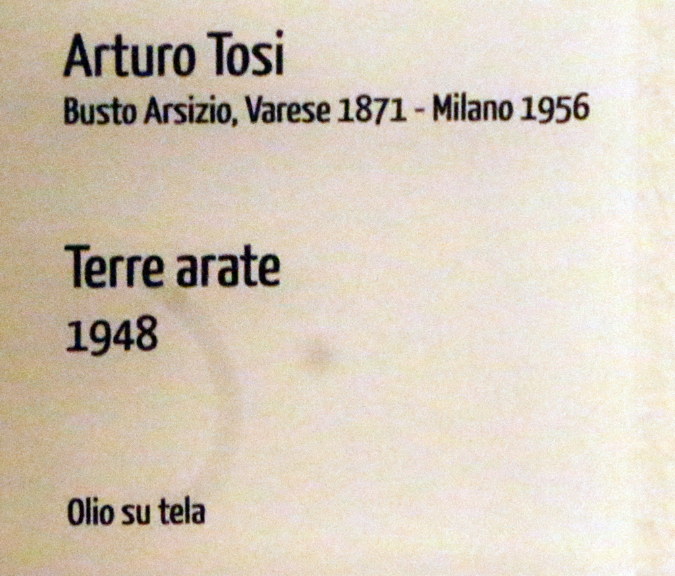 Arturo Tosi
Busto Arsizio, Varese 1871 - Milano 1956
Terre arate
1948
Olio su tela